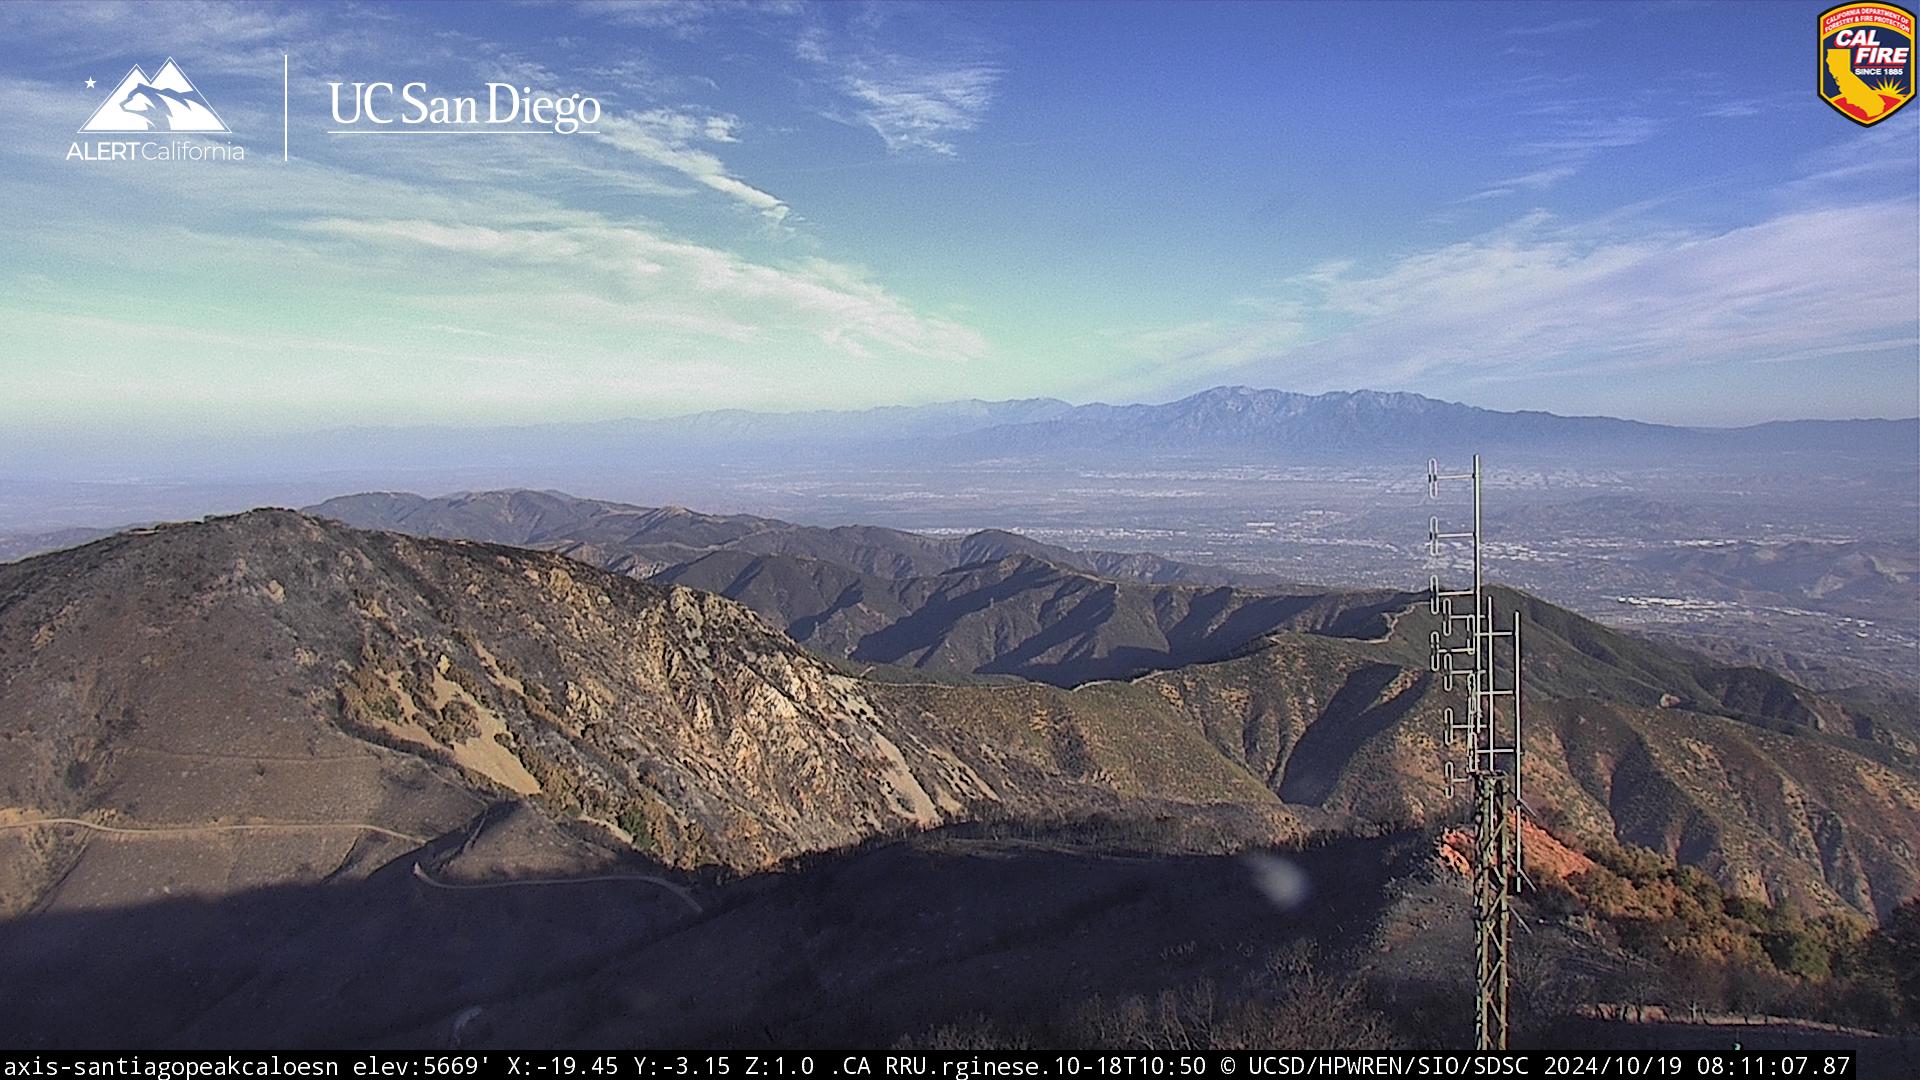 ALERTCalifornia
UC San Diego
CALIFORNIA DEPARTMENT OF
FORESTRY & FIRE PROTECTION
CAL
FIRE
SINCE 1885
axis-santiagopeakcaloesn elev:5669' X:-19.45 Y:-3.15 Z:1.0 .CA RRU.rginese.10-18T10:50 © UCSD/HPWREN/SIO/SDSC 2024/10/19 08:11:07.87